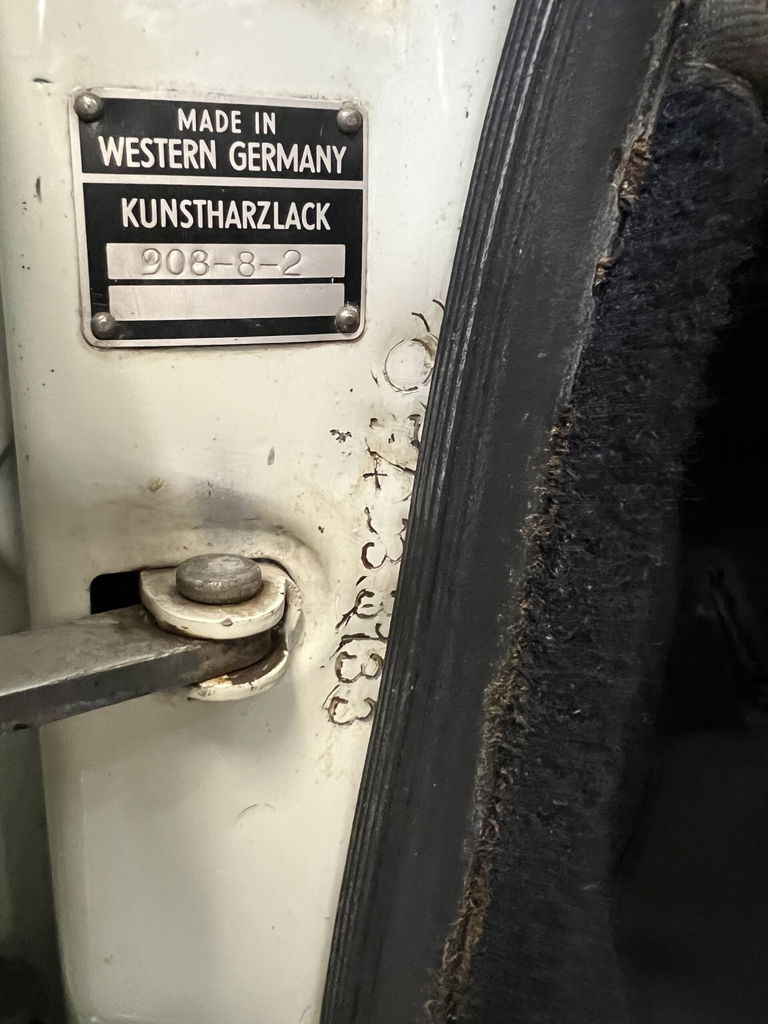 MADE IN
WESTERN GERMANY
KUNSTHARZLACK
908-8-2